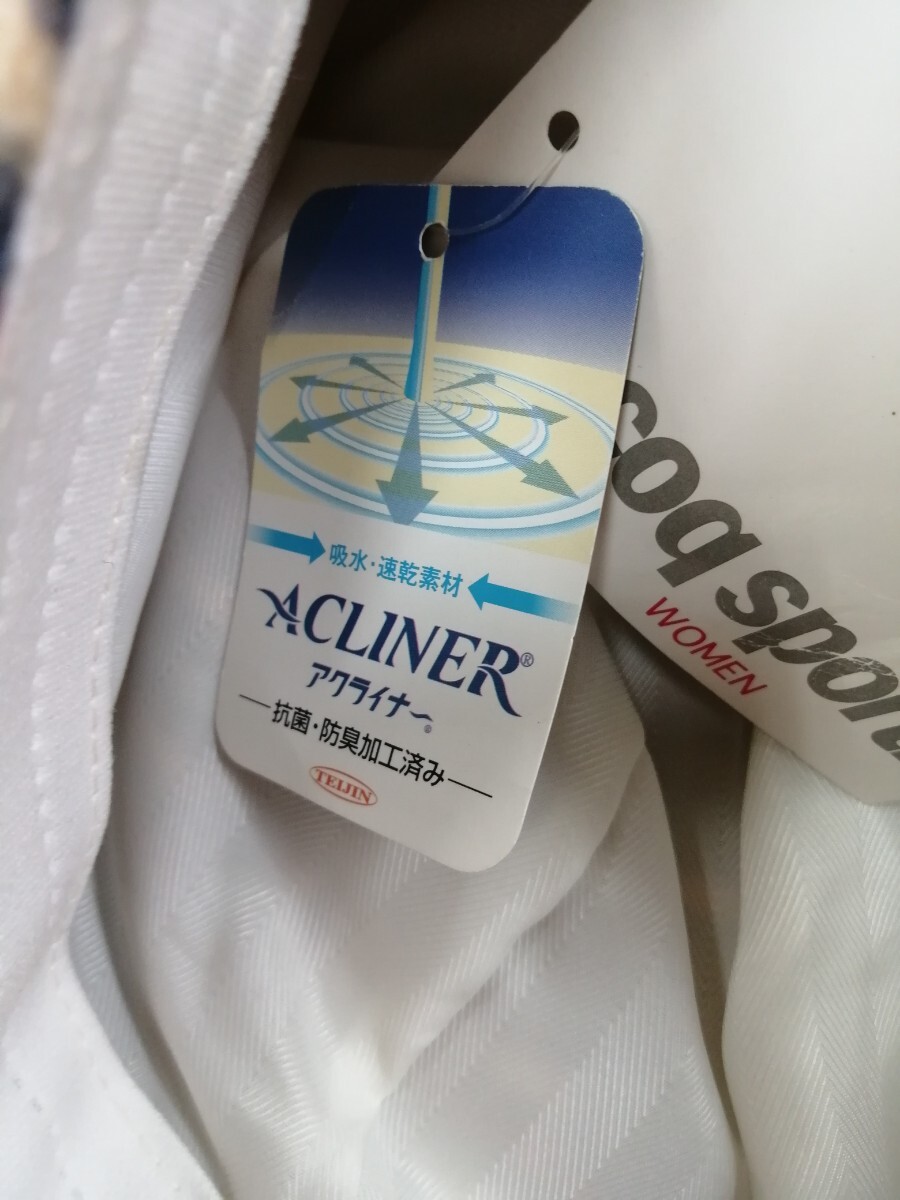 吸水・速乾素材
ACLINER®
アクライナー®
抗菌・防臭加工済み
TEIJIN
coq sport
WOMEN